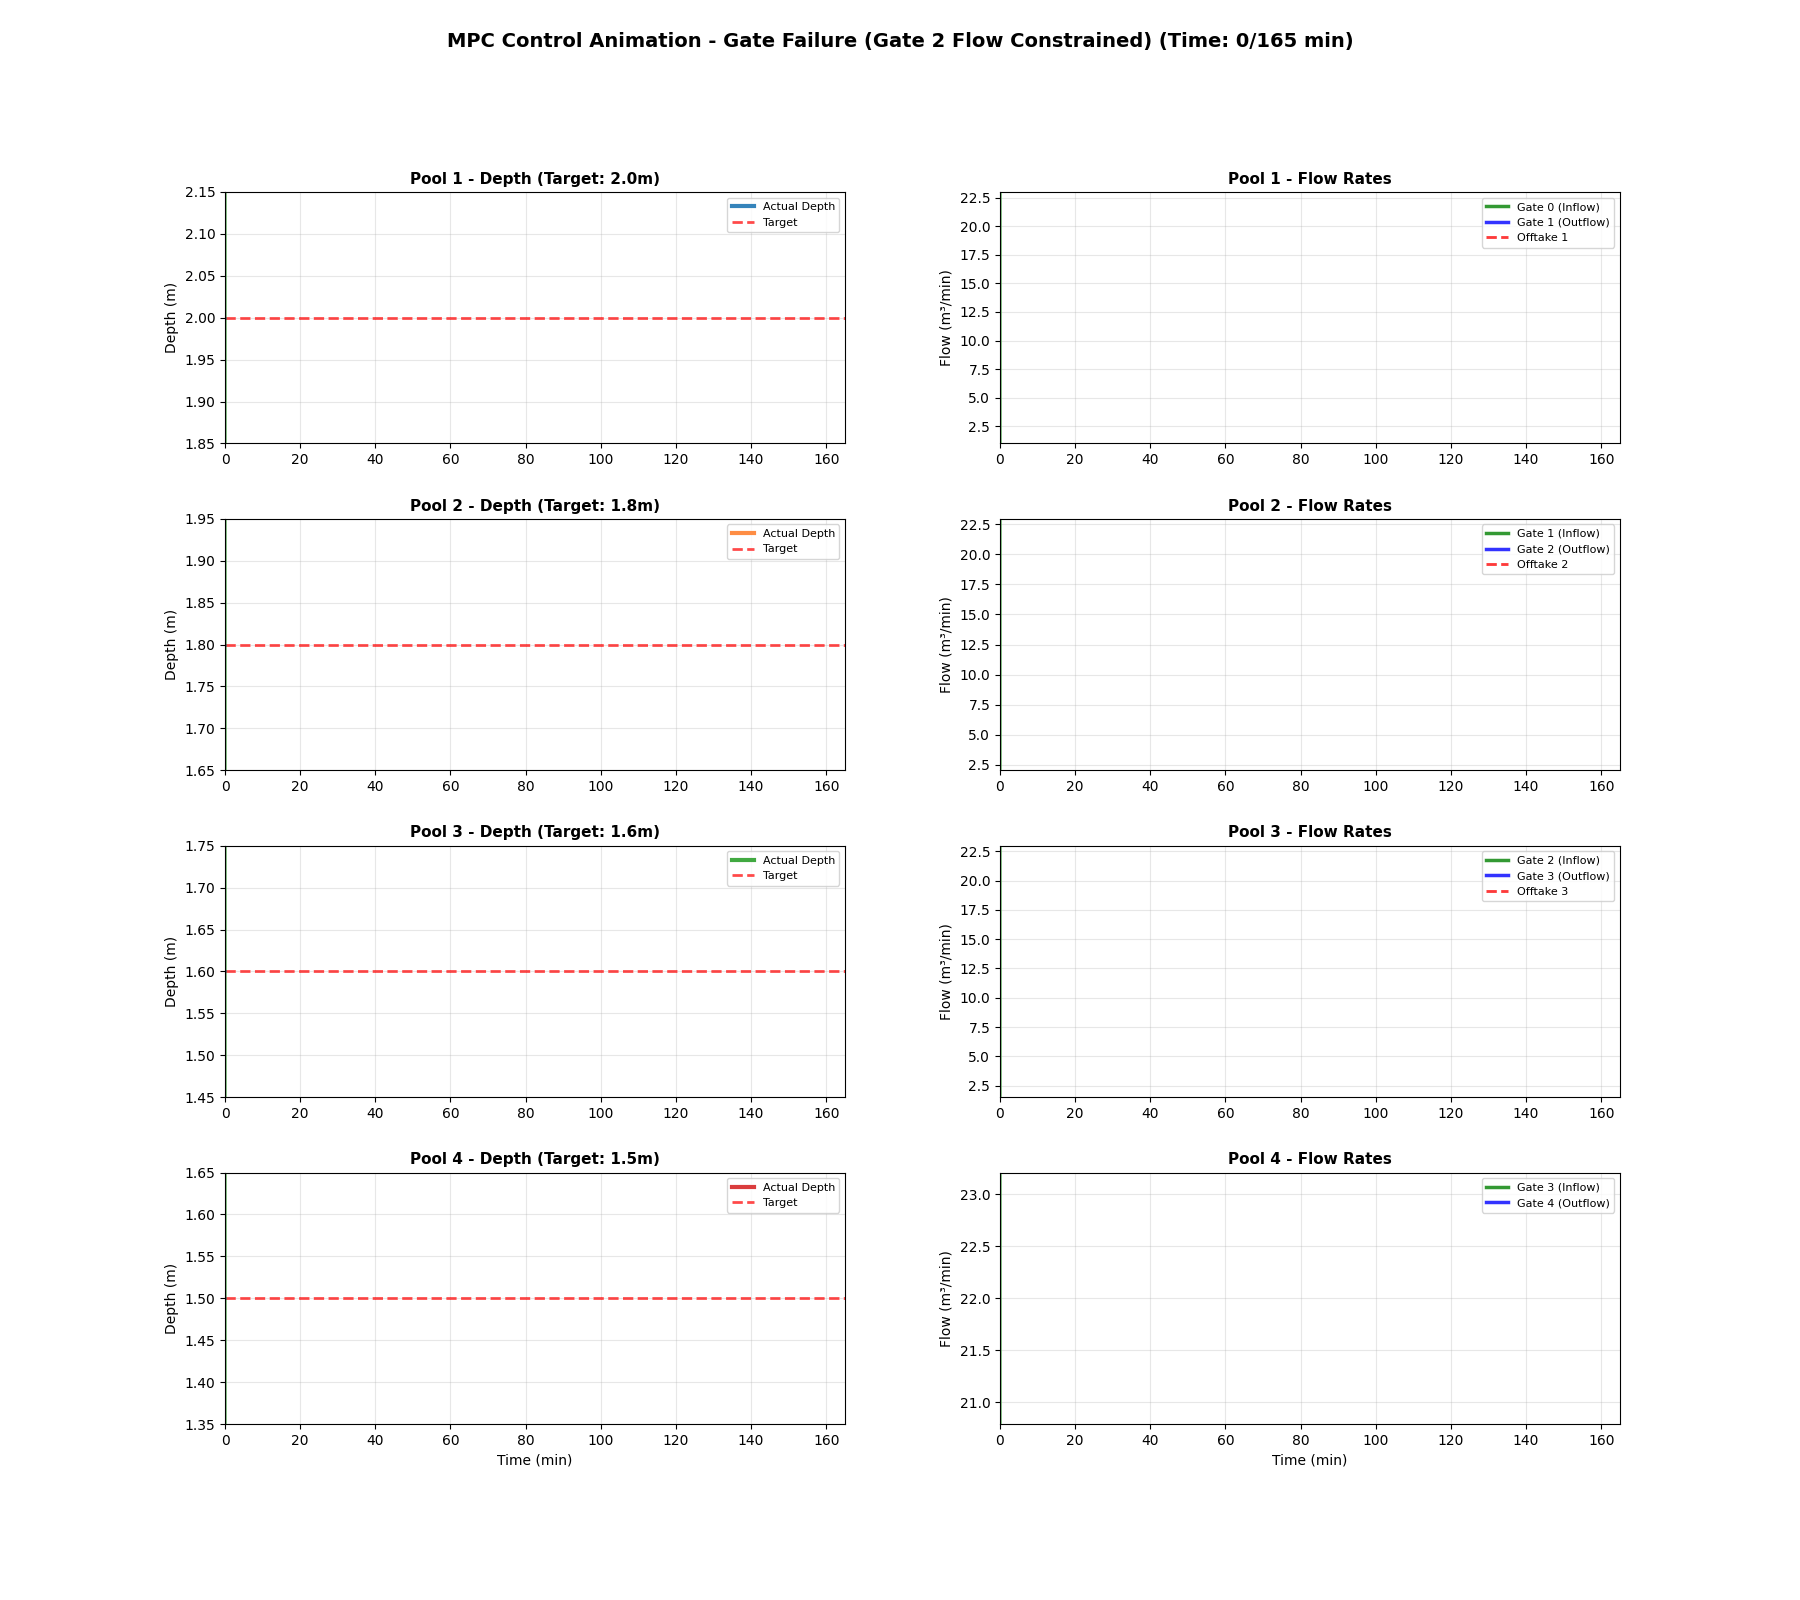 MPC Control Animation - Gate Failure (Gate 2 Flow Constrained) (Time: 0/165 min)
Pool 1 - Depth (Target: 2.0m)
Depth (m)
2.15
2.10
2.05
2.00
1.95
1.90
1.85
0 20 40 60 80 100 120 140 160
Actual Depth
Target
Pool 1 - Flow Rates
Flow (m³/min)
22.5
20.0
17.5
15.0
12.5
10.0
7.5
5.0
2.5
0 20 40 60 80 100 120 140 160
Gate 0 (Inflow)
Gate 1 (Outflow)
Offtake 1
Pool 2 - Depth (Target: 1.8m)
Depth (m)
1.95
1.90
1.85
1.80
1.75
1.70
1.65
0 20 40 60 80 100 120 140 160
Actual Depth
Target
Pool 2 - Flow Rates
Flow (m³/min)
22.5
20.0
17.5
15.0
12.5
10.0
7.5
5.0
2.5
0 20 40 60 80 100 120 140 160
Gate 1 (Inflow)
Gate 2 (Outflow)
Offtake 2
Pool 3 - Depth (Target: 1.6m)
Depth (m)
1.75
1.70
1.65
1.60
1.55
1.50
1.45
0 20 40 60 80 100 120 140 160
Actual Depth
Target
Pool 3 - Flow Rates
Flow (m³/min)
22.5
20.0
17.5
15.0
12.5
10.0
7.5
5.0
2.5
0 20 40 60 80 100 120 140 160
Gate 2 (Inflow)
Gate 3 (Outflow)
Offtake 3
Pool 4 - Depth (Target: 1.5m)
Depth (m)
1.65
1.60
1.55
1.50
1.45
1.40
1.35
0 20 40 60 80 100 120 140 160
Time (min)
Actual Depth
Target
Pool 4 - Flow Rates
Flow (m³/min)
23.0
22.5
22.0
21.5
21.0
0 20 40 60 80 100 120 140 160
Time (min)
Gate 3 (Inflow)
Gate 4 (Outflow)